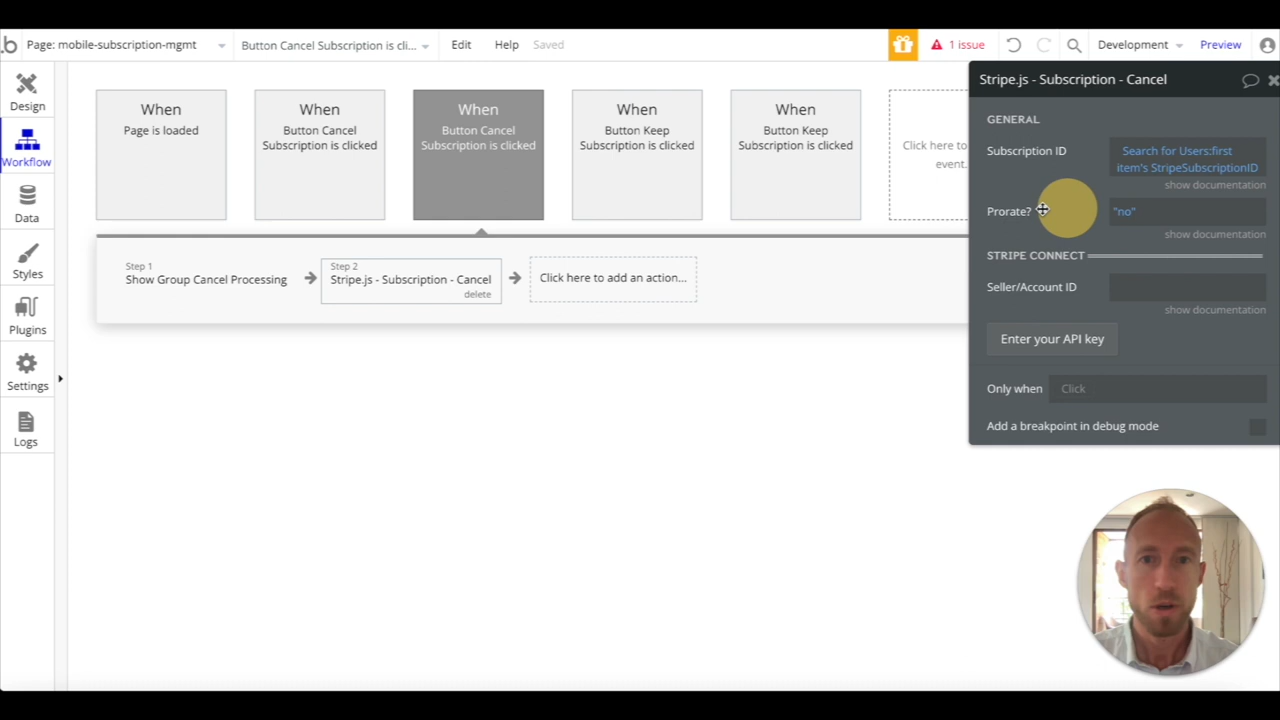 .b Page: mobile-subscription-mgmt Button Cancel Subscription is cli... Edit Help Saved 1 issue Development Preview
Design
Workflow
Data
Styles
Plugins
Settings
Logs
When
Page is loaded
When
Button Cancel
Subscription is clicked
When
Button Cancel
Subscription is clicked
When
Button Keep
Subscription is clicked
When
Button Keep
Subscription is clicked
Click here to
event.
Step 1
Show Group Cancel Processing
Step 2
Stripe.js - Subscription - Cancel
delete
Click here to add an action...
Stripe.js - Subscription - Cancel
GENERAL
Subscription ID
Search for Users:first
item's StripeSubscriptionID
show documentation
Prorate? "no"
show documentation
STRIPE CONNECT
Seller/Account ID
show documentation
Enter your API key
Only when Click
Add a breakpoint in debug mode